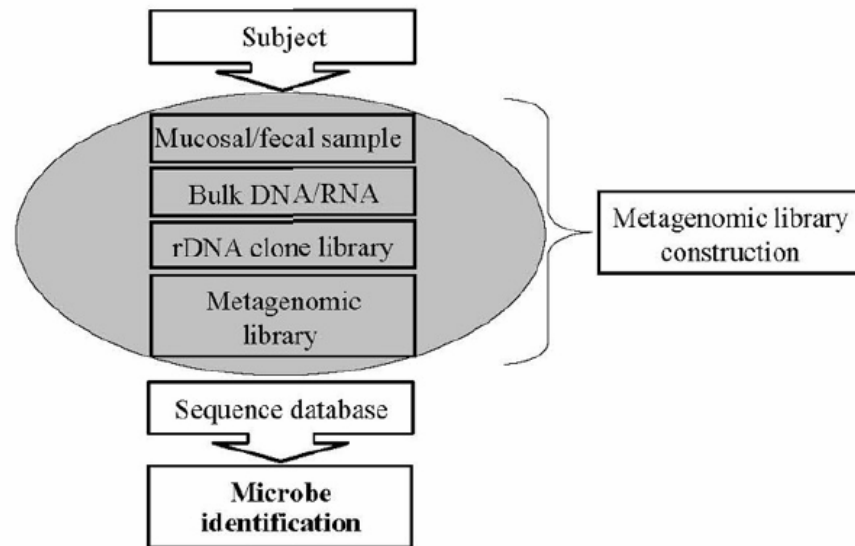 Subject
Mucosal/fecal sample
Bulk DNA/RNA
rDNA clone library
Metagenomic
library
Metagenomic library
construction
Sequence database
Microbe
identification